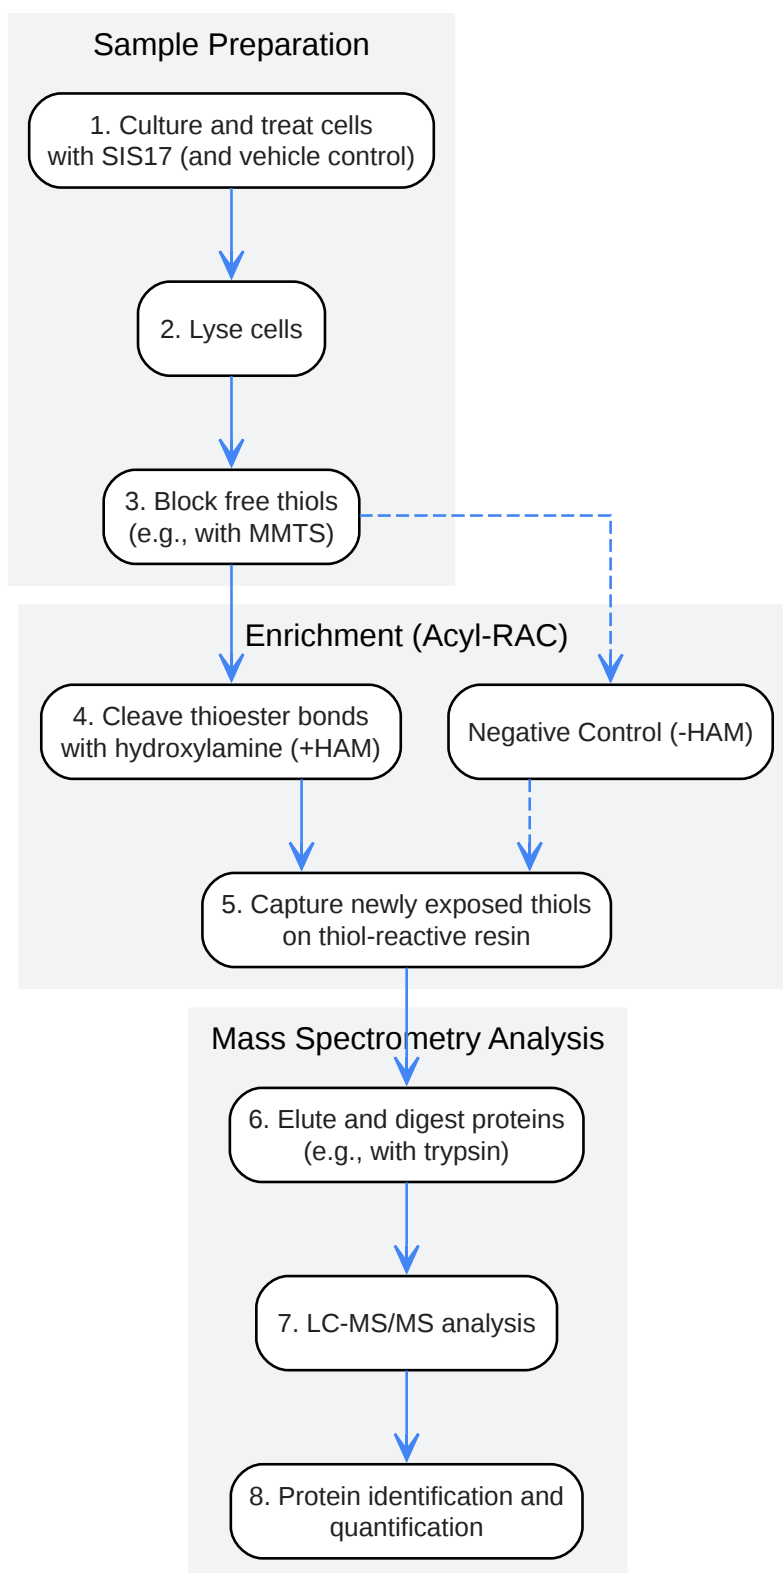 Sample Preparation
1. Culture and treat cells
with SIS17 (and vehicle control)
2. Lyse cells
3. Block free thiols
(e.g., with MMTS)
Enrichment (Acyl-RAC)
4. Cleave thioester bonds
with hydroxylamine (+HAM)
Negative Control (-HAM)
5. Capture newly exposed thiols
on thiol-reactive resin
Mass Spectrometry Analysis
6. Elute and digest proteins
(e.g., with trypsin)
7. LC-MS/MS analysis
8. Protein identification and
quantification